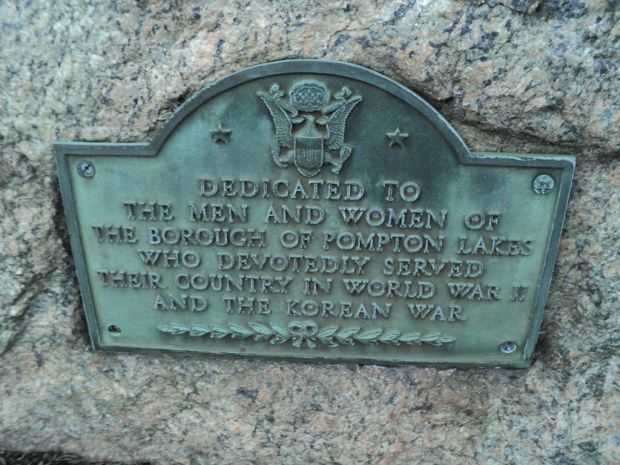 DEDICATED TO
THE MEN AND WOMEN OF
THE BOROUGH OF POMPTON LAKES
WHO DEVOTEDLY SERVED
THEIR COUNTRY IN WORLD WAR II
AND THE KOREAN WAR